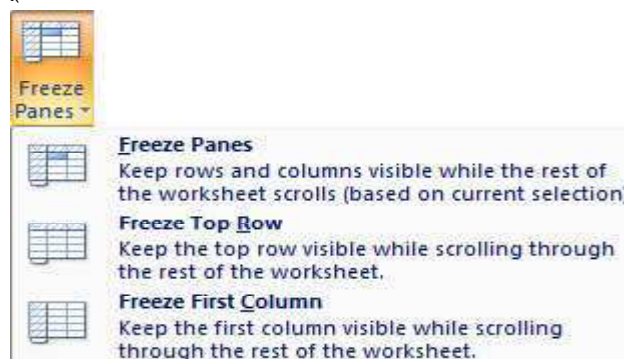 Freeze
Panes
Freeze Panes
Keep rows and columns visible while the rest of
the worksheet scrolls (based on current selection)
Freeze Top Row
Keep the top row visible while scrolling through
the rest of the worksheet.
Freeze First Column
Keep the first column visible while scrolling
through the rest of the worksheet.